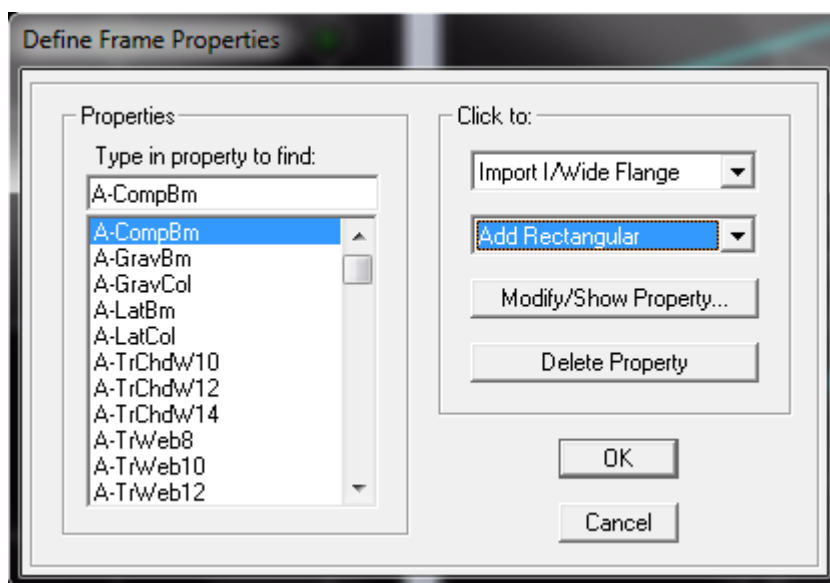 Define Frame Properties
Properties
Type in property to find:
A-CompBm
A-CompBm
A-GravBm
A-GravCol
A-LatBm
A-LatCol
A-TrChdW10
A-TrChdW12
A-TrChdW14
A-TrWeb8
A-TrWeb10
A-TrWeb12
Click to:
Import I/Wide Flange
Add Rectangular
Modify/Show Property...
Delete Property
OK
Cancel